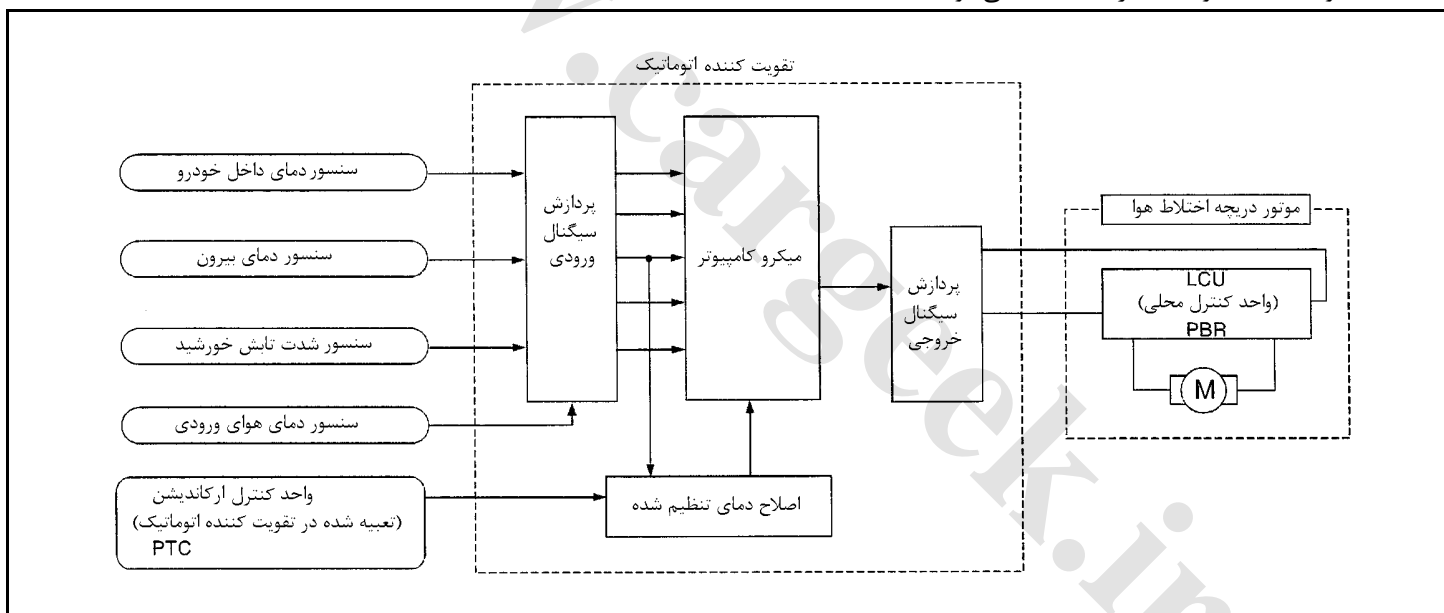 تقویت کننده اتوماتیک
سنسور دمای داخل خودرو
سنسور دمای بیرون
سنسور شدت تابش خورشید
سنسور دمای هوای ورودی
واحد کنترل ارکاندیشن
(تعبیه شده در تقویت کننده اتوماتیک)
PTC
پردازش
سیگنال
ورودی
میکرو کامپیوتر
اصلاح دمای تنظیم شده
پردازش
سیگنال
خروجی
موتور دریچه اختلاط هوا
LCU
(واحد کنترل محلی)
PBR
M
.cargeek.ir